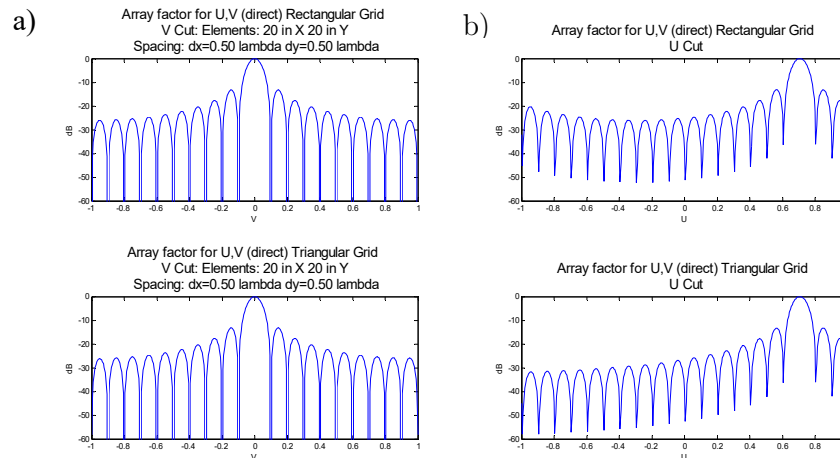 a)
Array factor for U,V (direct) Rectangular Grid
V Cut: Elements: 20 in X 20 in Y
Spacing: dx=0.50 lambda dy=0.50 lambda
0
-10
-20
-30
-40
-50
-60
dB
-1 -0.8 -0.6 -0.4 -0.2 0 0.2 0.4 0.6 0.8 1
V
b)
Array factor for U,V (direct) Rectangular Grid
U Cut
0
-10
-20
-30
-40
-50
-60
dB
-1 -0.8 -0.6 -0.4 -0.2 0 0.2 0.4 0.6 0.8
U
Array factor for U,V (direct) Triangular Grid
V Cut: Elements: 20 in X 20 in Y
Spacing: dx=0.50 lambda dy=0.50 lambda
0
-10
-20
-30
-40
-50
-60
dB
-1 -0.8 -0.6 -0.4 -0.2 0 0.2 0.4 0.6 0.8 1
V
Array factor for U,V (direct) Triangular Grid
U Cut
0
-10
-20
-30
-40
-50
-60
dB
-1 -0.8 -0.6 -0.4 -0.2 0 0.2 0.4 0.6 0.8
U